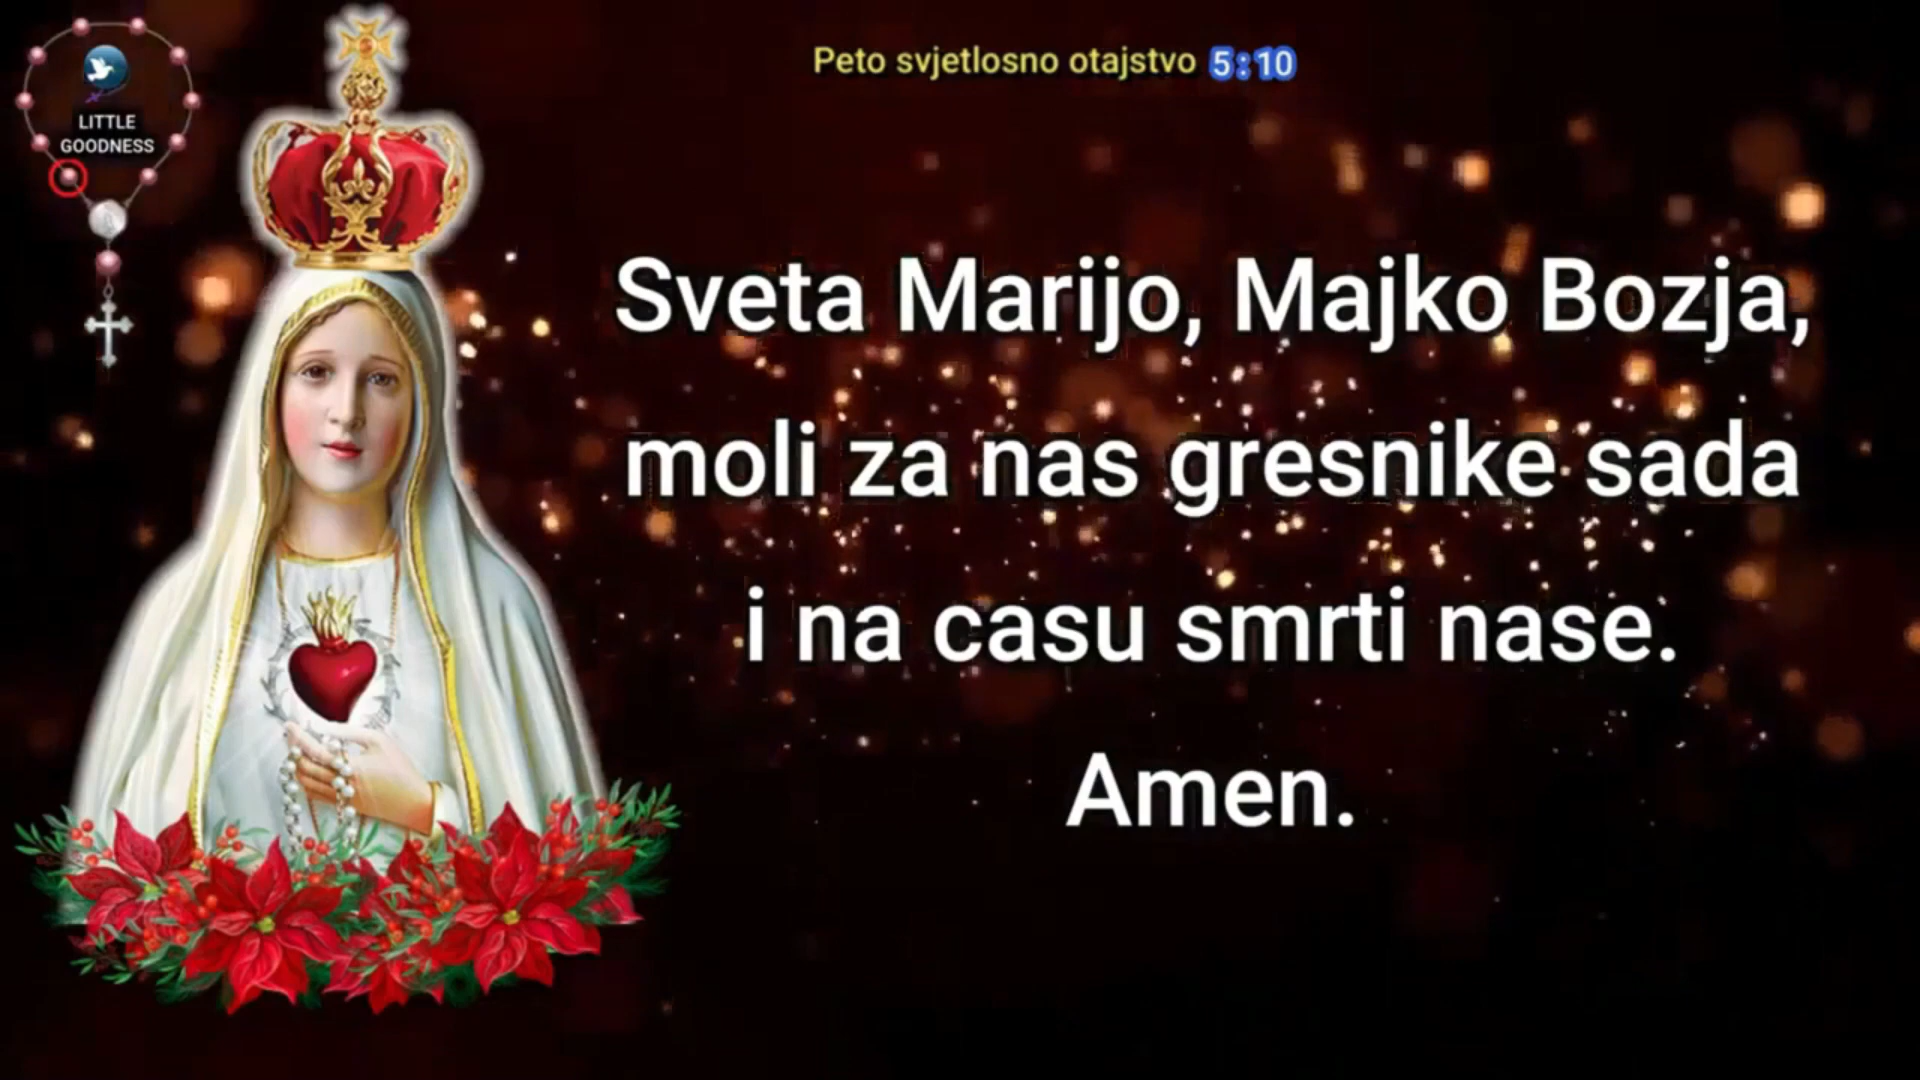 LITTLE
GOODNESS
Peto svjetlosno otajstvo 5:10
Sveta Marijo, Majko Bozja,
moli za nas gresnike sada
i na casu smrti nase.
Amen.